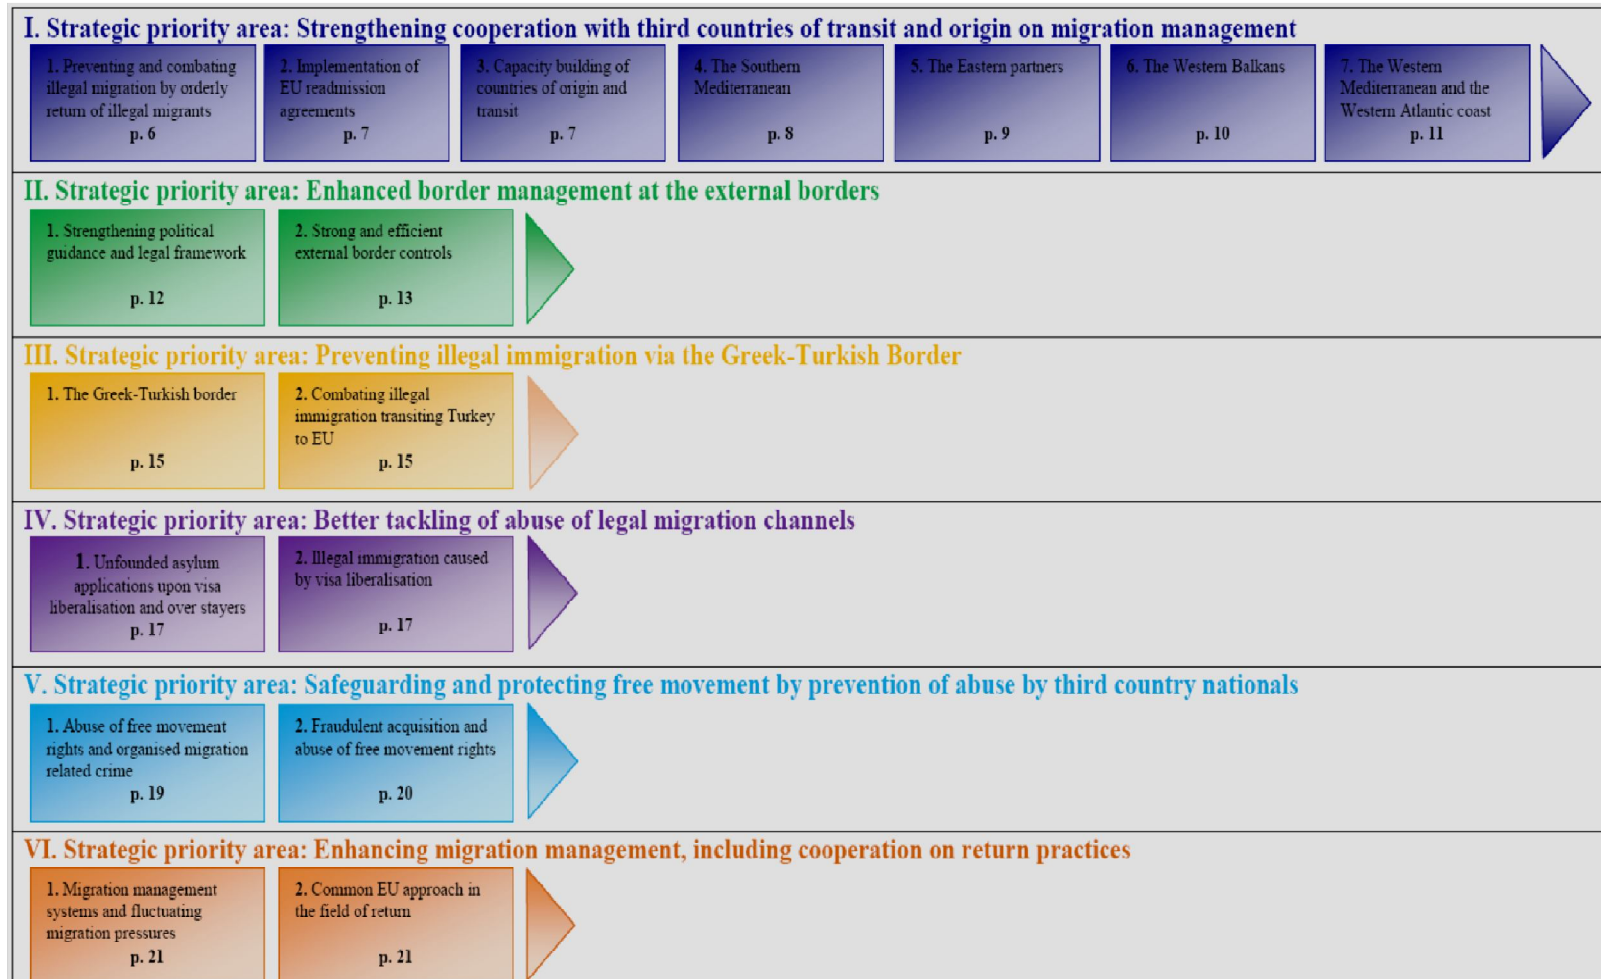 I. Strategic priority area: Strengthening cooperation with third countries of transit and origin on migration management
1. Preventing and combating
illegal migration by orderly
return of illegal migrants
p. 6
2. Implementation of
EU readmission
agreements
p. 7
3. Capacity building of
countries of origin and
transit
p. 7
4. The Southern
Mediterranean
p. 8
5. The Eastern partners
p. 9
6. The Western Balkans
p. 10
7. The Western
Mediterranean and the
Western Atlantic coast
p. 11
II. Strategic priority area: Enhanced border management at the external borders
1. Strengthening political
guidance and legal framework
p. 12
2. Strong and efficient
external border controls
p. 13
III. Strategic priority area: Preventing illegal immigration via the Greek-Turkish Border
1. The Greek-Turkish border
p. 15
2. Combating illegal
immigration transiting Turkey
to EU
p. 15
IV. Strategic priority area: Better tackling of abuse of legal migration channels
1. Unfounded asylum
applications upon visa
liberalisation and over stayers
p. 17
2. Illegal immigration caused
by visa liberalisation
p. 17
V. Strategic priority area: Safeguarding and protecting free movement by prevention of abuse by third country nationals
1. Abuse of free movement
rights and organised migration
related crime
p. 19
2. Fraudulent acquisition and
abuse of free movement rights
p. 20
VI. Strategic priority area: Enhancing migration management, including cooperation on return practices
1. Migration management
systems and fluctuating
migration pressures
p. 21
2. Common EU approach in
the field of return
p. 21